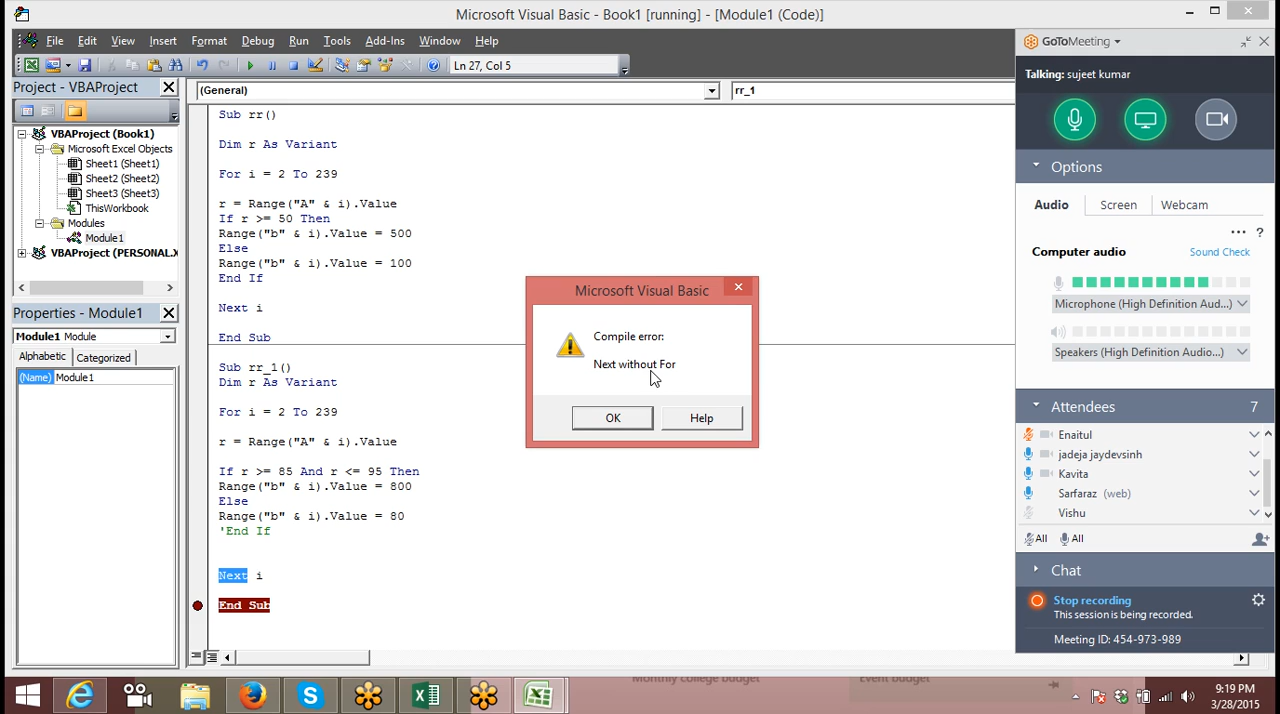 Microsoft Visual Basic - Book1 [running] - [Module1 (Code)]
File Edit View Insert Format Debug Run Tools Add-Ins Window Help
Ln 27, Col 5
Project - VBAProject
VBAProject (Book1)
Microsoft Excel Objects
Sheet1 (Sheet1)
Sheet2 (Sheet2)
Sheet3 (Sheet3)
ThisWorkbook
Modules
Module1
VBAProject (PERSONAL.X
Properties - Module1
Module1 Module
Alphabetic Categorized
(Name) Module1
(General) rr_1
Sub rr()
Dim r As Variant
For i = 2 To 239
r = Range("A" & i).Value
If r >= 50 Then
Range("b" & i).Value = 500
Else
Range("b" & i).Value = 100
End If
Next i
End Sub
Sub rr_1()
Dim r As Variant
For i = 2 To 239
r = Range("A" & i).Value
If r >= 85 And r <= 95 Then
Range("b" & i).Value = 800
Else
Range("b" & i).Value = 80
'End If
Next i
End Sub
Microsoft Visual Basic
Compile error:
Next without For
OK Help
GoToMeeting
Talking: sujeet kumar
Options
Audio Screen Webcam
... ?
Computer audio Sound Check
Microphone (High Definition Aud...)
Speakers (High Definition Audio...)
Attendees 7
Enaitul
jadeja jaydevsinh
Kavita
Sarfaraz (web)
Vishu
All All
Chat
Stop recording
This session is being recorded.
Meeting ID: 454-973-989
Monthly college budget Event budget
9:19 PM
3/28/2015